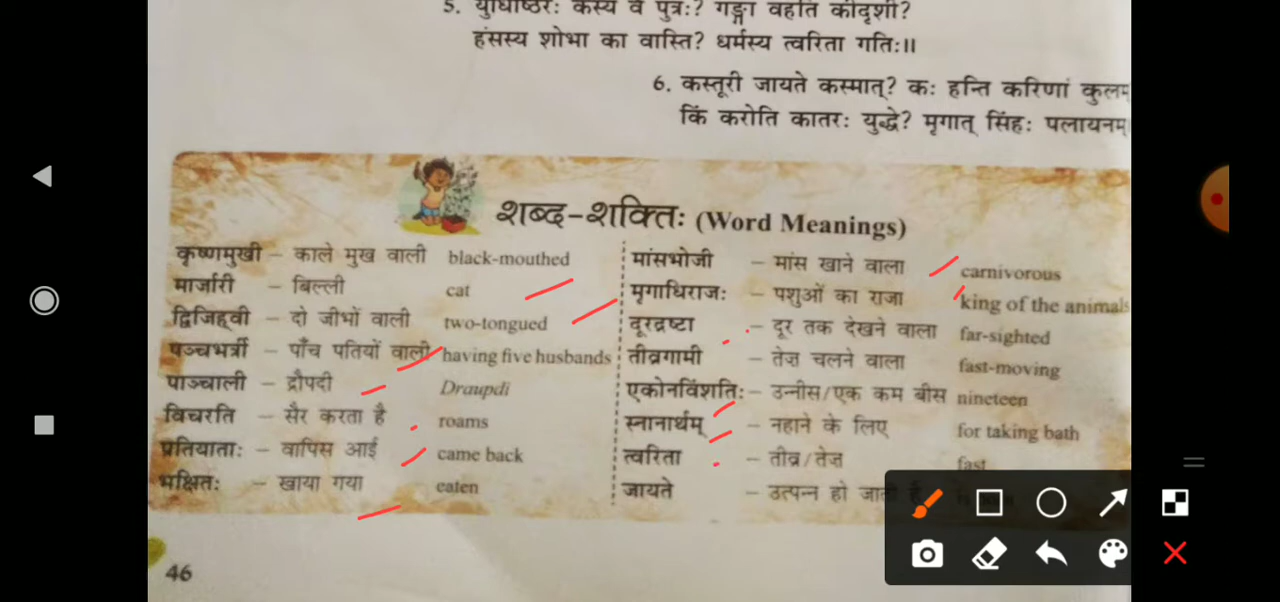 5. युधिष्ठिरः कस्य वै पुत्रः? गङ्गा वहति कीदृशी?
हंसस्य शोभा का वास्ति? धर्मस्य त्वरिता गतिः॥
6. कस्तूरी जायते कस्मात्? कः हन्ति करिणां कुलम्
किं करोति कातरः युद्धे? मृगात् सिंहः पलायनम्
शब्द-शक्तिः (Word Meanings)
कृष्णमुखी – काले मुख वाली black-mouthed
मार्जारी – बिल्ली cat
द्विजिह्वी – दो जीभों वाली two-tongued
पञ्चभर्त्री – पाँच पतियों वाली having five husbands
पाञ्चाली – द्रौपदी Draupdi
विचरति – सैर करता है roams
प्रतियाताः – वापिस आई came back
भक्षितः – खाया गया eaten
मांसभोजी – मांस खाने वाला carnivorous
मृगाधिराजः – पशुओं का राजा king of the animals
दूरद्रष्टा – दूर तक देखने वाला far-sighted
तीव्रगामी – तेज़ चलने वाला fast-moving
एकोनविंशतिः – उन्नीस/एक कम बीस nineteen
स्नानार्थम् – नहाने के लिए for taking bath
त्वरिता – तीव्र/तेज़ fast
जायते – उत्पन्न हो जाता है
46